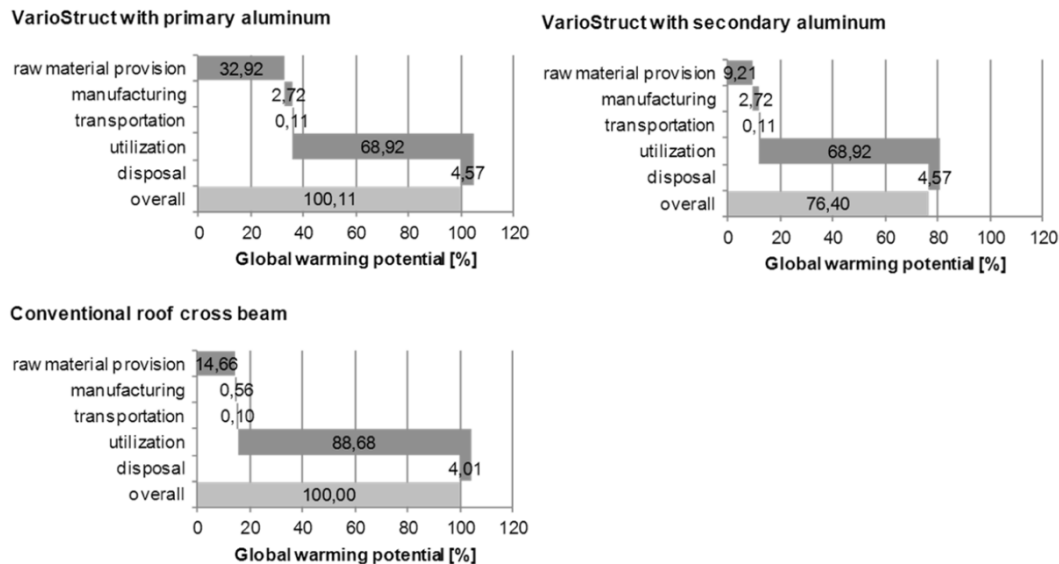 VarioStruct with primary aluminum
raw material provision 32,92
manufacturing 2,72
transportation 0,11
utilization 68,92
disposal 4,57
overall 100,11
0 20 40 60 80 100 120
Global warming potential [%]
VarioStruct with secondary aluminum
raw material provision 9,21
manufacturing 2,72
transportation 0,11
utilization 68,92
disposal 4,57
overall 76,40
0 20 40 60 80 100 120
Global warming potential [%]
Conventional roof cross beam
raw material provision 14,66
manufacturing 0,56
transportation 0,10
utilization 88,68
disposal 4,01
overall 100,00
0 20 40 60 80 100 120
Global warming potential [%]